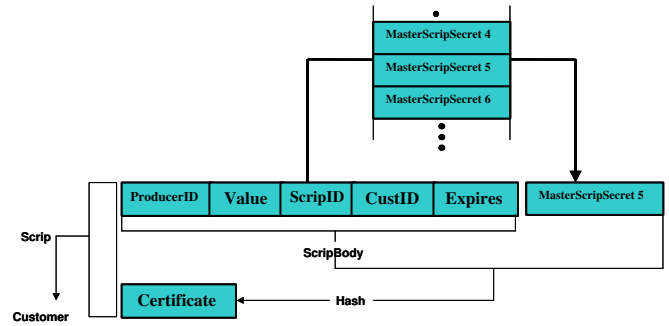 MasterScripSecret 4
MasterScripSecret 5
MasterScripSecret 6
ProducerID Value ScripID CustID Expires MasterScripSecret 5
Scrip
ScripBody
Certificate Hash
Customer